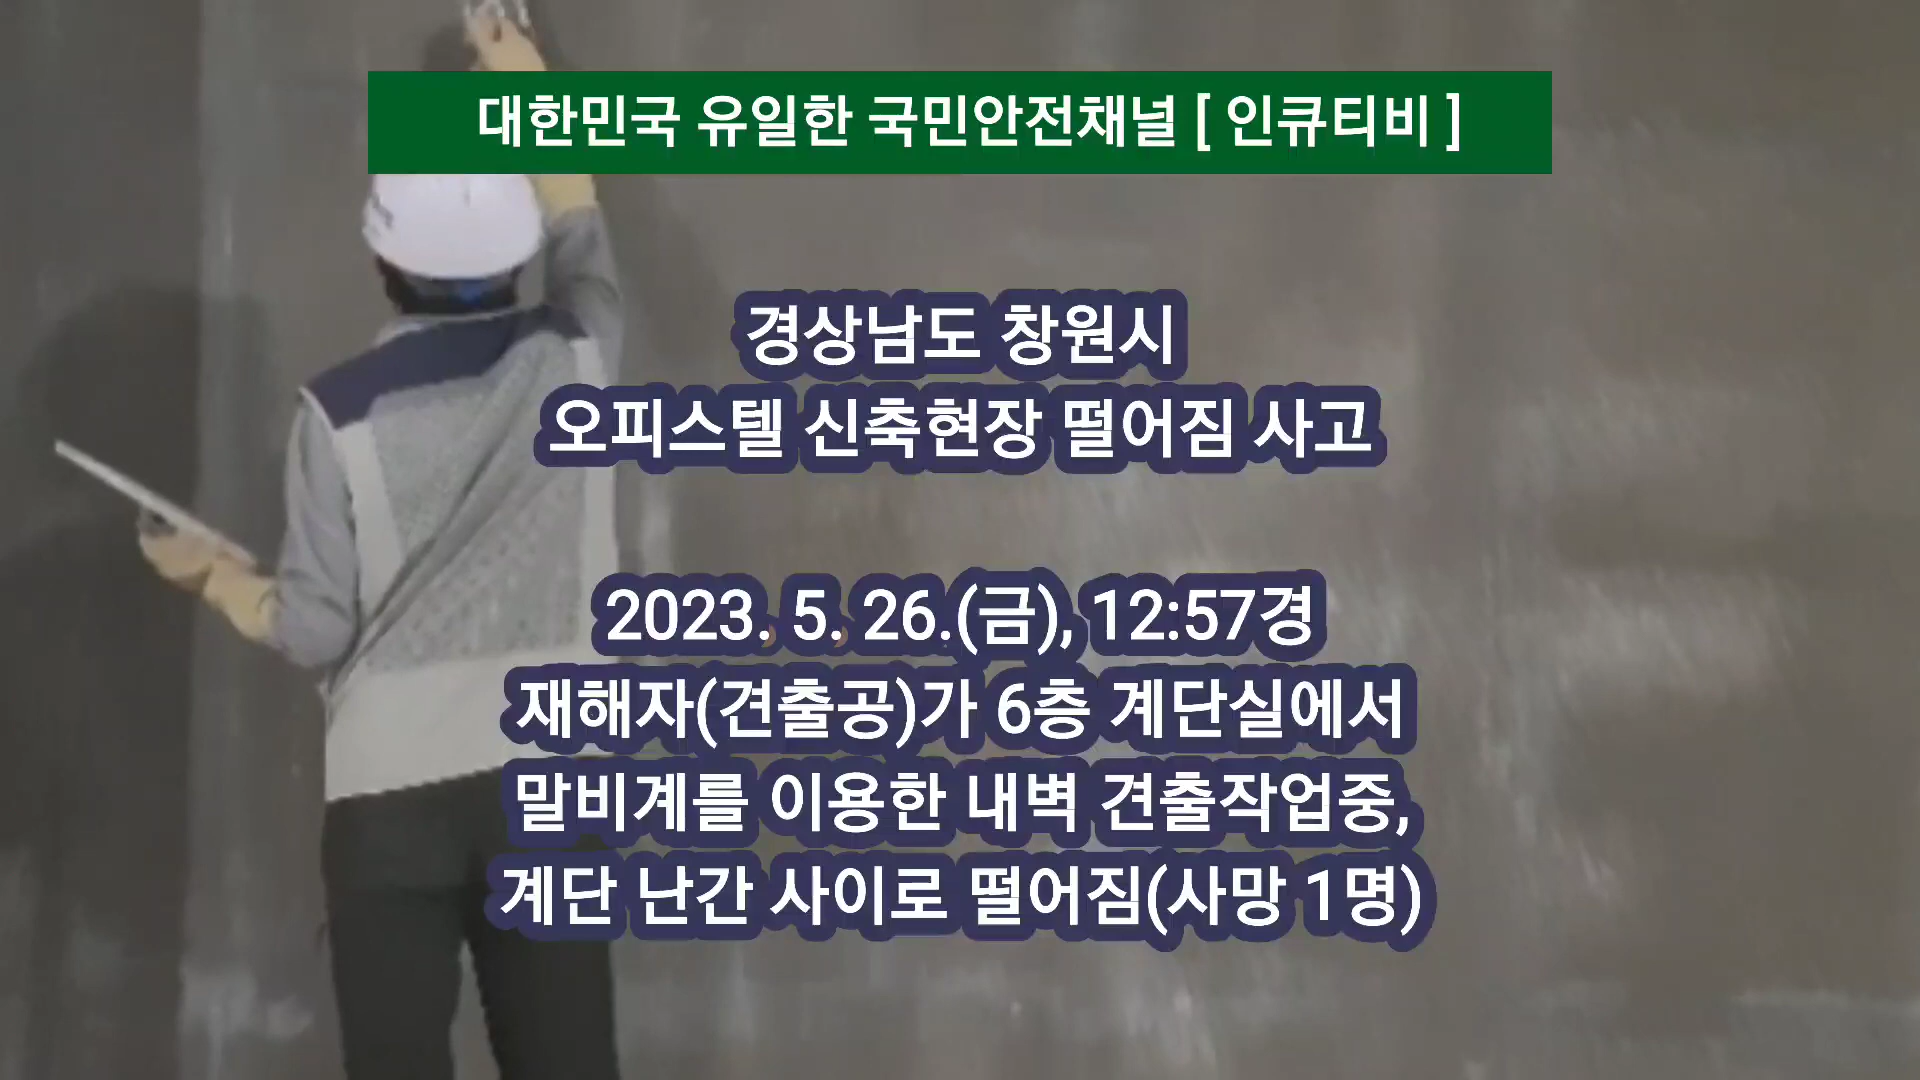 대한민국 유일한 국민안전채널 [ 인큐티비 ]
경상남도 창원시
오피스텔 신축현장 떨어짐 사고
2023. 5. 26.(금), 12:57경
재해자(견출공)가 6층 계단실에서
말비계를 이용한 내벽 견출작업중,
계단 난간 사이로 떨어짐(사망 1명)